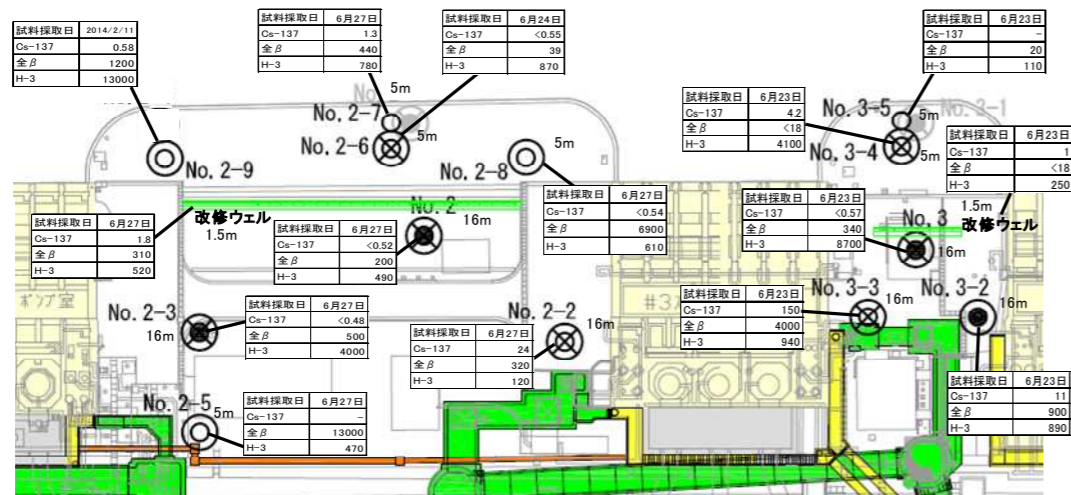 試料採取日 2014/2/11
Cs-137 0.58
全β 1200
H-3 13000
試料採取日 6月27日
Cs-137 1.3
全β 440
H-3 780
試料採取日 6月24日
Cs-137 <0.55
全β 39
H-3 870
試料採取日 6月23日
Cs-137 -
全β 20
H-3 110
5m
No. 2-7
5m
No. 2-6
No. 2-9
5m
No. 2-8
試料採取日 6月23日
Cs-137 4.2
全β <18
H-3 4100
No. 3-5
5m
3-1
No. 3-4
5m
試料採取日 6月23日
Cs-137 1
全β <18
H-3 250
試料採取日 6月27日
Cs-137 1.8
全β 310
H-3 520
改修ウェル
1.5m
No. 2
16m
試料採取日 6月27日
Cs-137 <0.52
全β 200
H-3 490
試料採取日 6月27日
Cs-137 <0.54
全β 6900
H-3 610
試料採取日 6月23日
Cs-137 <0.57
全β 340
H-3 8700
No. 3
16m
1.5m
改修ウェル
ポンプ室
No. 2-3
16m
試料採取日 6月27日
Cs-137 <0.48
全β 500
H-3 4000
試料採取日 6月27日
Cs-137 24
全β 320
H-3 120
No. 2-2
16m
#3
試料採取日 6月23日
Cs-137 150
全β 4000
H-3 940
No. 3-3
16m
No. 3-2
16m
試料採取日 6月23日
Cs-137 11
全β 900
H-3 890
No. 2-5
5m
試料採取日 6月27日
Cs-137 -
全β 13000
H-3 470